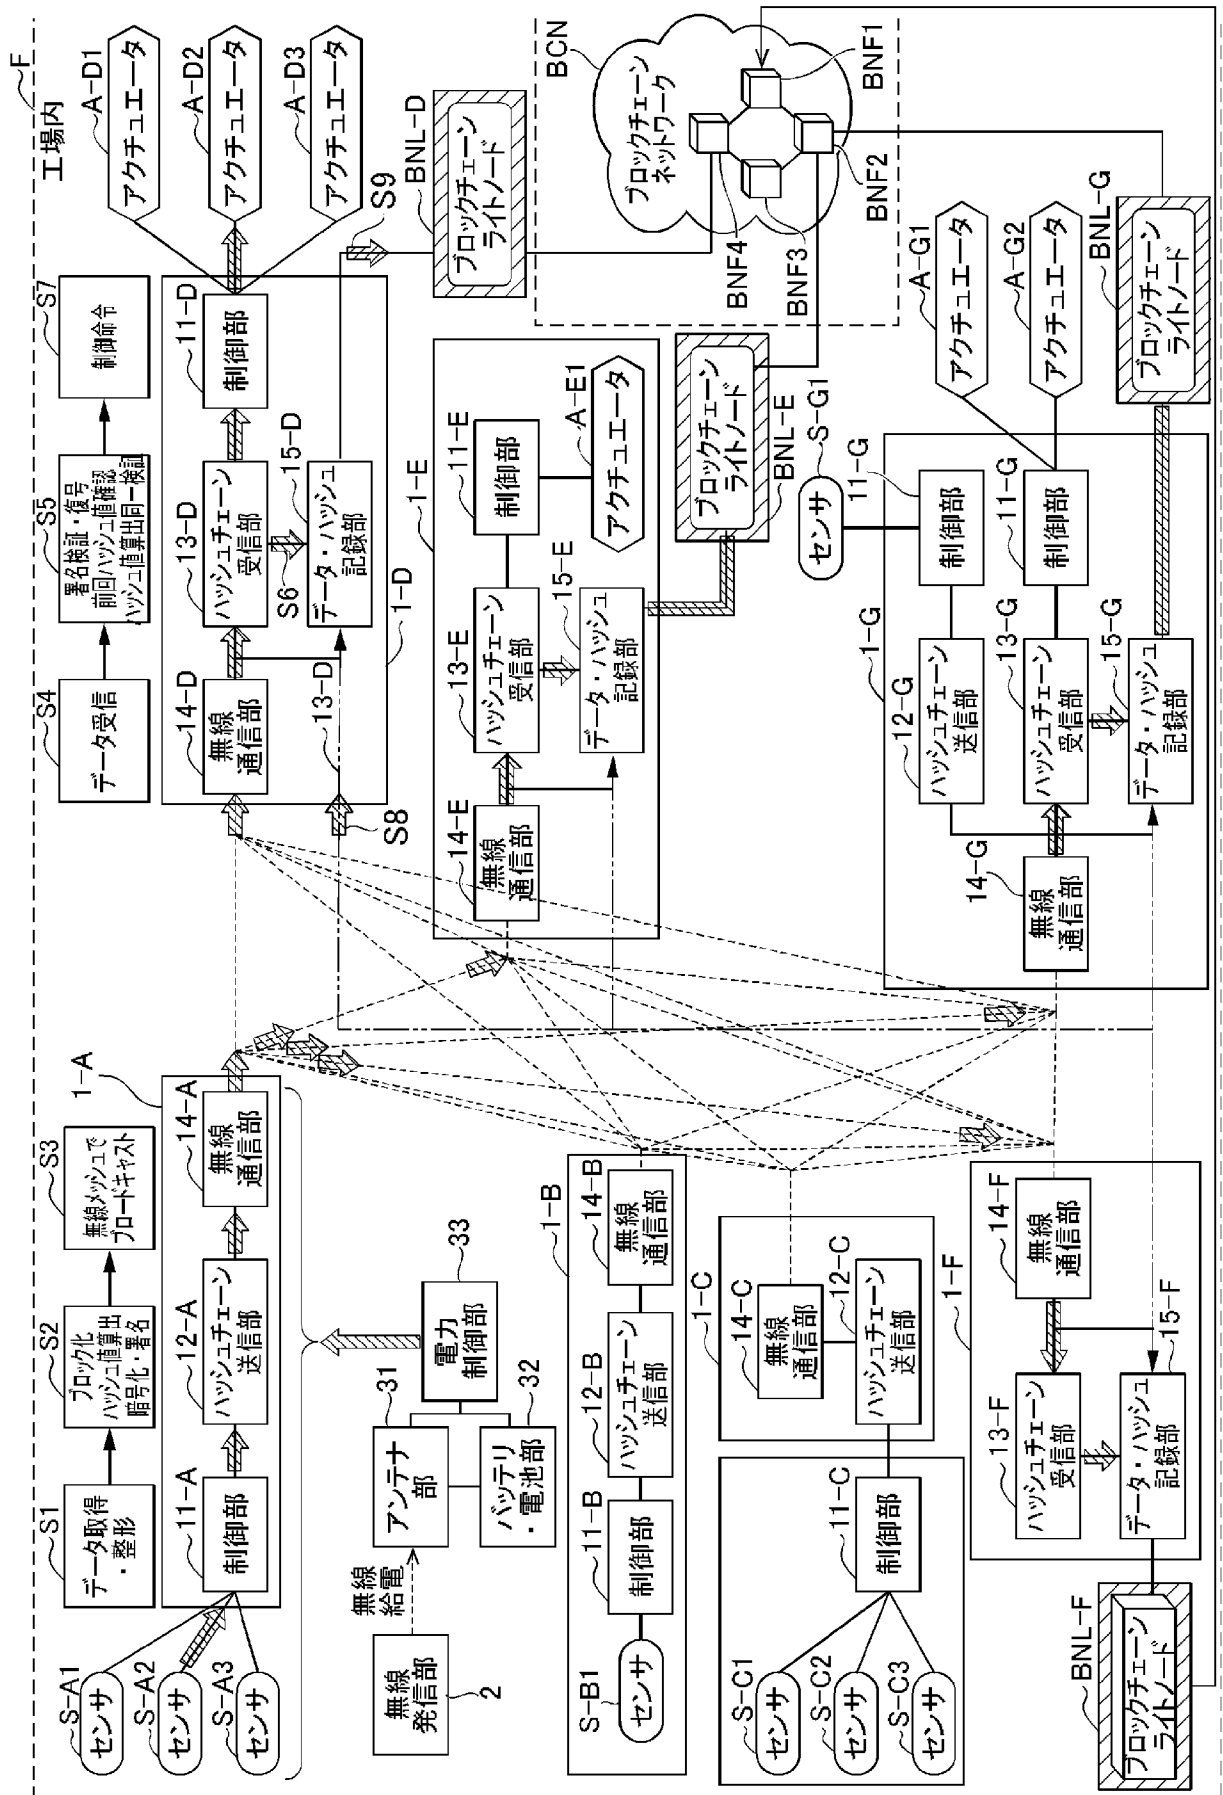 F
工場内
S1
データ取得
・整形
S2
ブロック化
ハッシュ値算出
暗号化・署名
S3
無線メッシュで
ブロードキャスト
S4
データ受信
S5
署名検証・復号
前回ハッシュ値確認
ハッシュ値算出同一検証
S7
制御命令
S-A1
センサ
S-A2
センサ
S-A3
センサ
1-A
11-A
制御部
12-A
ハッシュチェーン
送信部
14-A
無線
通信部
14-D
無線
通信部
13-D
ハッシュチェーン
受信部
11-D
制御部
S6
15-D
データ・ハッシュ
記録部
13-D
1-D
S8
S9
A-D1
アクチュエータ
A-D2
アクチュエータ
A-D3
アクチュエータ
2
無線
発信部
無線
給電
31
アンテナ
部
32
バッテリ
・電池部
33
電力
制御部
1-E
14-E
無線
通信部
13-E
ハッシュチェーン
受信部
11-E
制御部
15-E
データ・ハッシュ
記録部
A-E1
アクチュエータ
BNL-D
ブロックチェーン
ライトノード
BNL-E
ブロックチェーン
ライトノード
BCN
ブロックチェーン
ネットワーク
BNF1
BNF2
BNF3
BNF4
1-B
S-B1
センサ
11-B
制御部
12-B
ハッシュチェーン
送信部
14-B
無線
通信部
1-C
S-C1
センサ
S-C2
センサ
S-C3
センサ
11-C
制御部
12-C
ハッシュチェーン
送信部
14-C
無線
通信部
S-G1
センサ
1-G
11-G
制御部
12-G
ハッシュチェーン
送信部
11-G
制御部
13-G
ハッシュチェーン
受信部
14-G
無線
通信部
15-G
データ・ハッシュ
記録部
A-G1
アクチュエータ
A-G2
アクチュエータ
BNL-G
ブロックチェーン
ライトノード
1-F
14-F
無線
通信部
13-F
ハッシュチェーン
受信部
15-F
データ・ハッシュ
記録部
BNL-F
ブロックチェーン
ライトノード